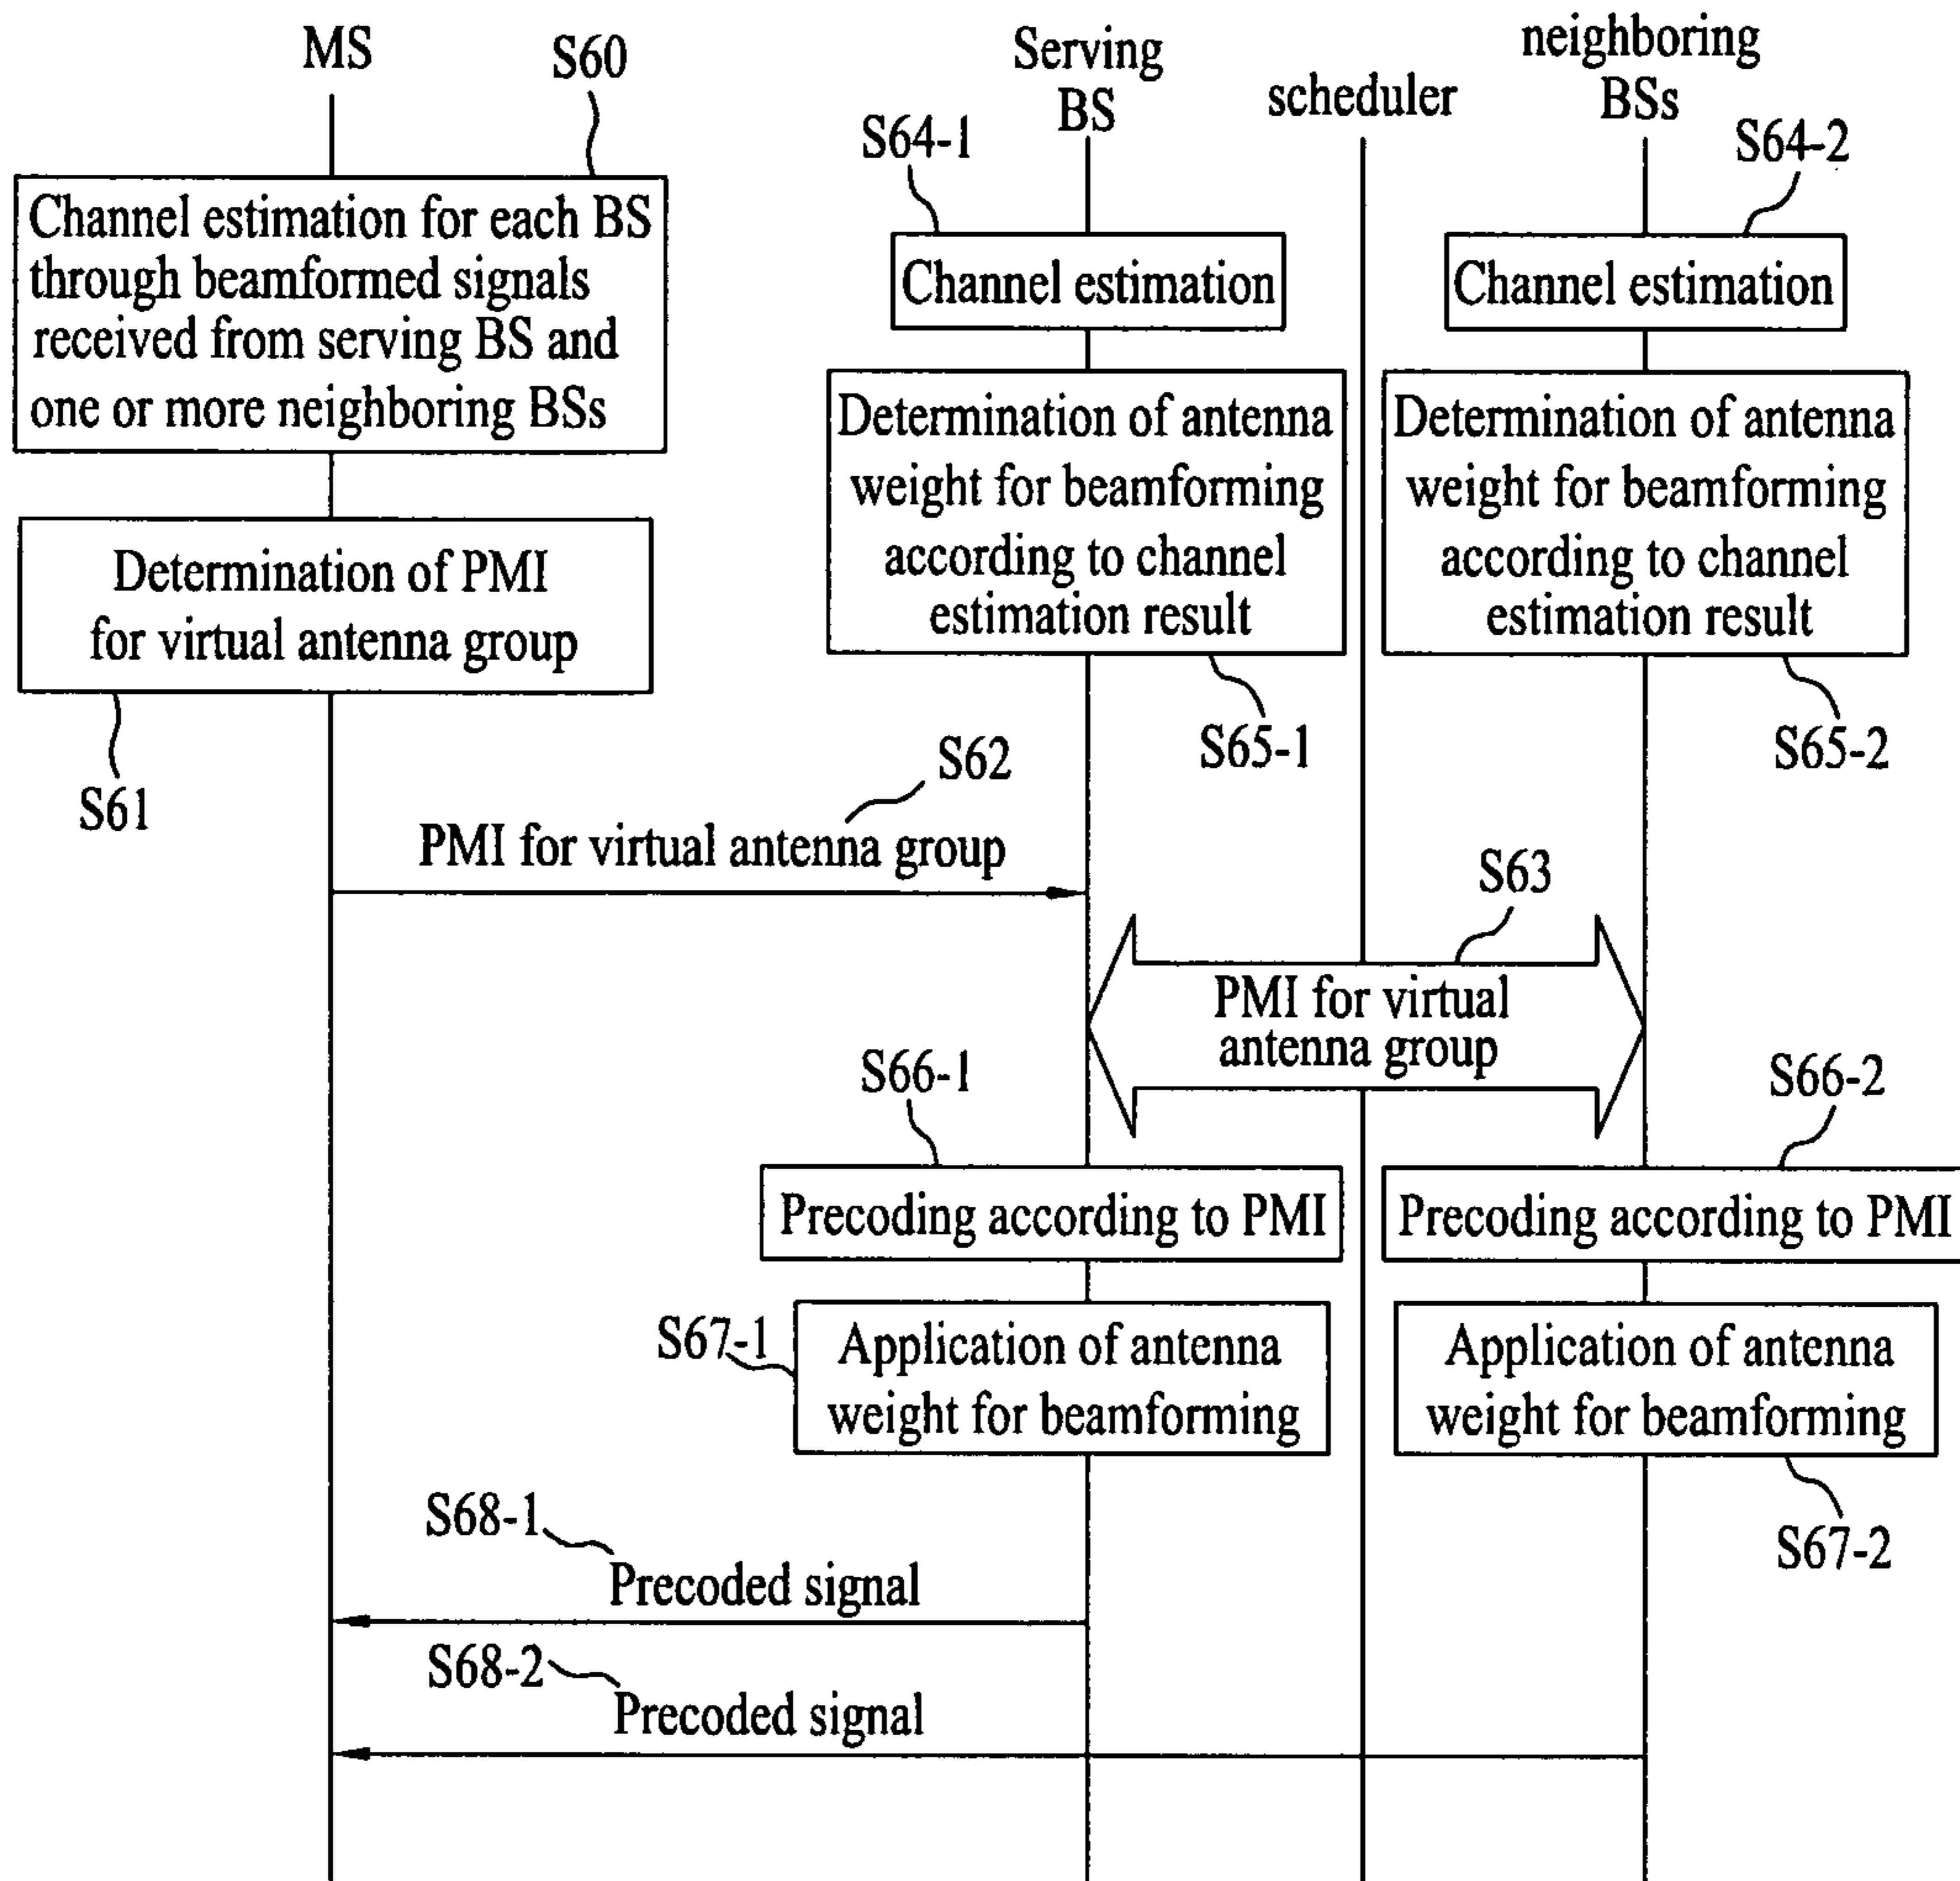 MS
S60
Serving
BS
scheduler
neighboring
BSs
S64-1
S64-2
Channel estimation for each BS
through beamformed signals
received from serving BS and
one or more neighboring BSs
Channel estimation
Channel estimation
Determination of antenna
weight for beamforming
according to channel
estimation result
Determination of antenna
weight for beamforming
according to channel
estimation result
Determination of PMI
for virtual antenna group
S61
S65-1
S65-2
S62
PMI for virtual antenna group
S63
PMI for virtual
antenna group
S66-1
S66-2
Precoding according to PMI
Precoding according to PMI
S67-1
Application of antenna
weight for beamforming
Application of antenna
weight for beamforming
S67-2
S68-1
Precoded signal
S68-2
Precoded signal